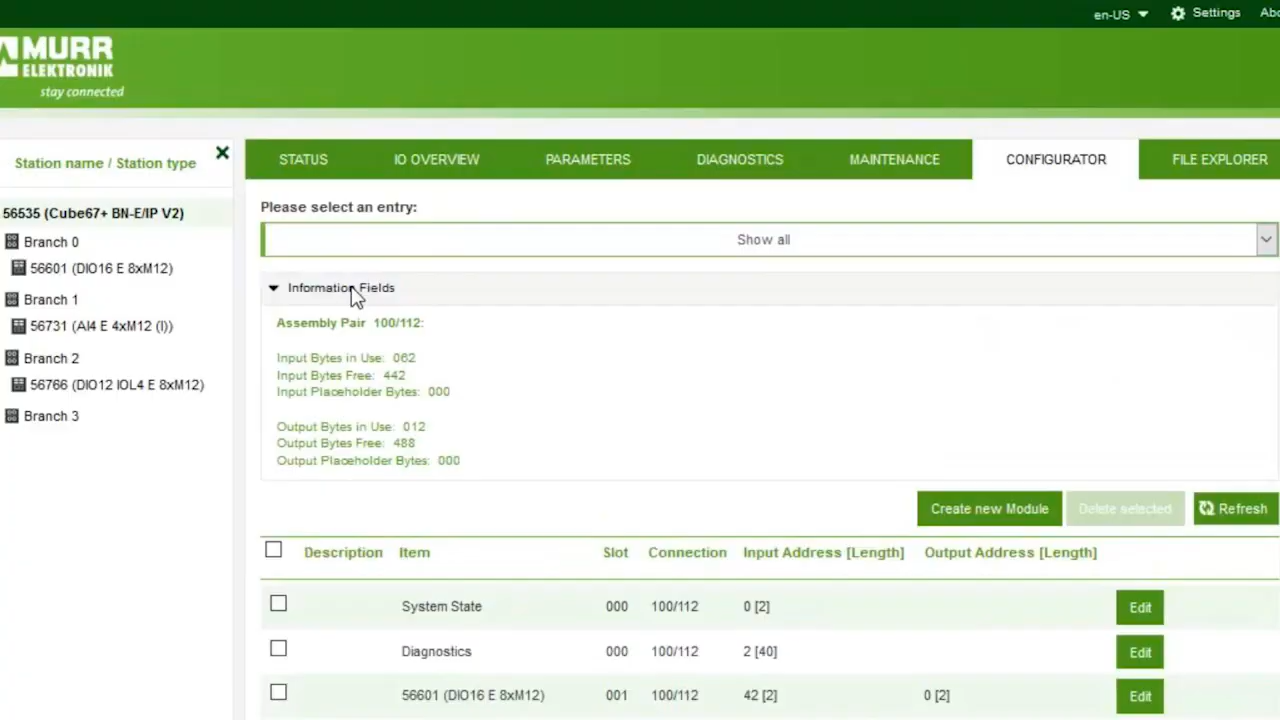 en-US Settings
MURR
ELEKTRONIK
stay connected
Station name / Station type
56535 (Cube67+ BN-E/IP V2)
Branch 0
56601 (DIO16 E 8xM12)
Branch 1
56731 (AI4 E 4xM12 (I))
Branch 2
56766 (DIO12 IOL4 E 8xM12)
Branch 3
STATUS IO OVERVIEW PARAMETERS DIAGNOSTICS MAINTENANCE CONFIGURATOR FILE EXPLORER
Please select an entry:
Show all
Information Fields
Assembly Pair 100/112:
Input Bytes in Use: 062
Input Bytes Free: 442
Input Placeholder Bytes: 000
Output Bytes in Use: 012
Output Bytes Free: 488
Output Placeholder Bytes: 000
Create new Module Delete selected Refresh
Description Item Slot Connection Input Address [Length] Output Address [Length]
System State 000 100/112 0 [2] Edit
Diagnostics 000 100/112 2 [40] Edit
56601 (DIO16 E 8xM12) 001 100/112 42 [2] 0 [2] Edit